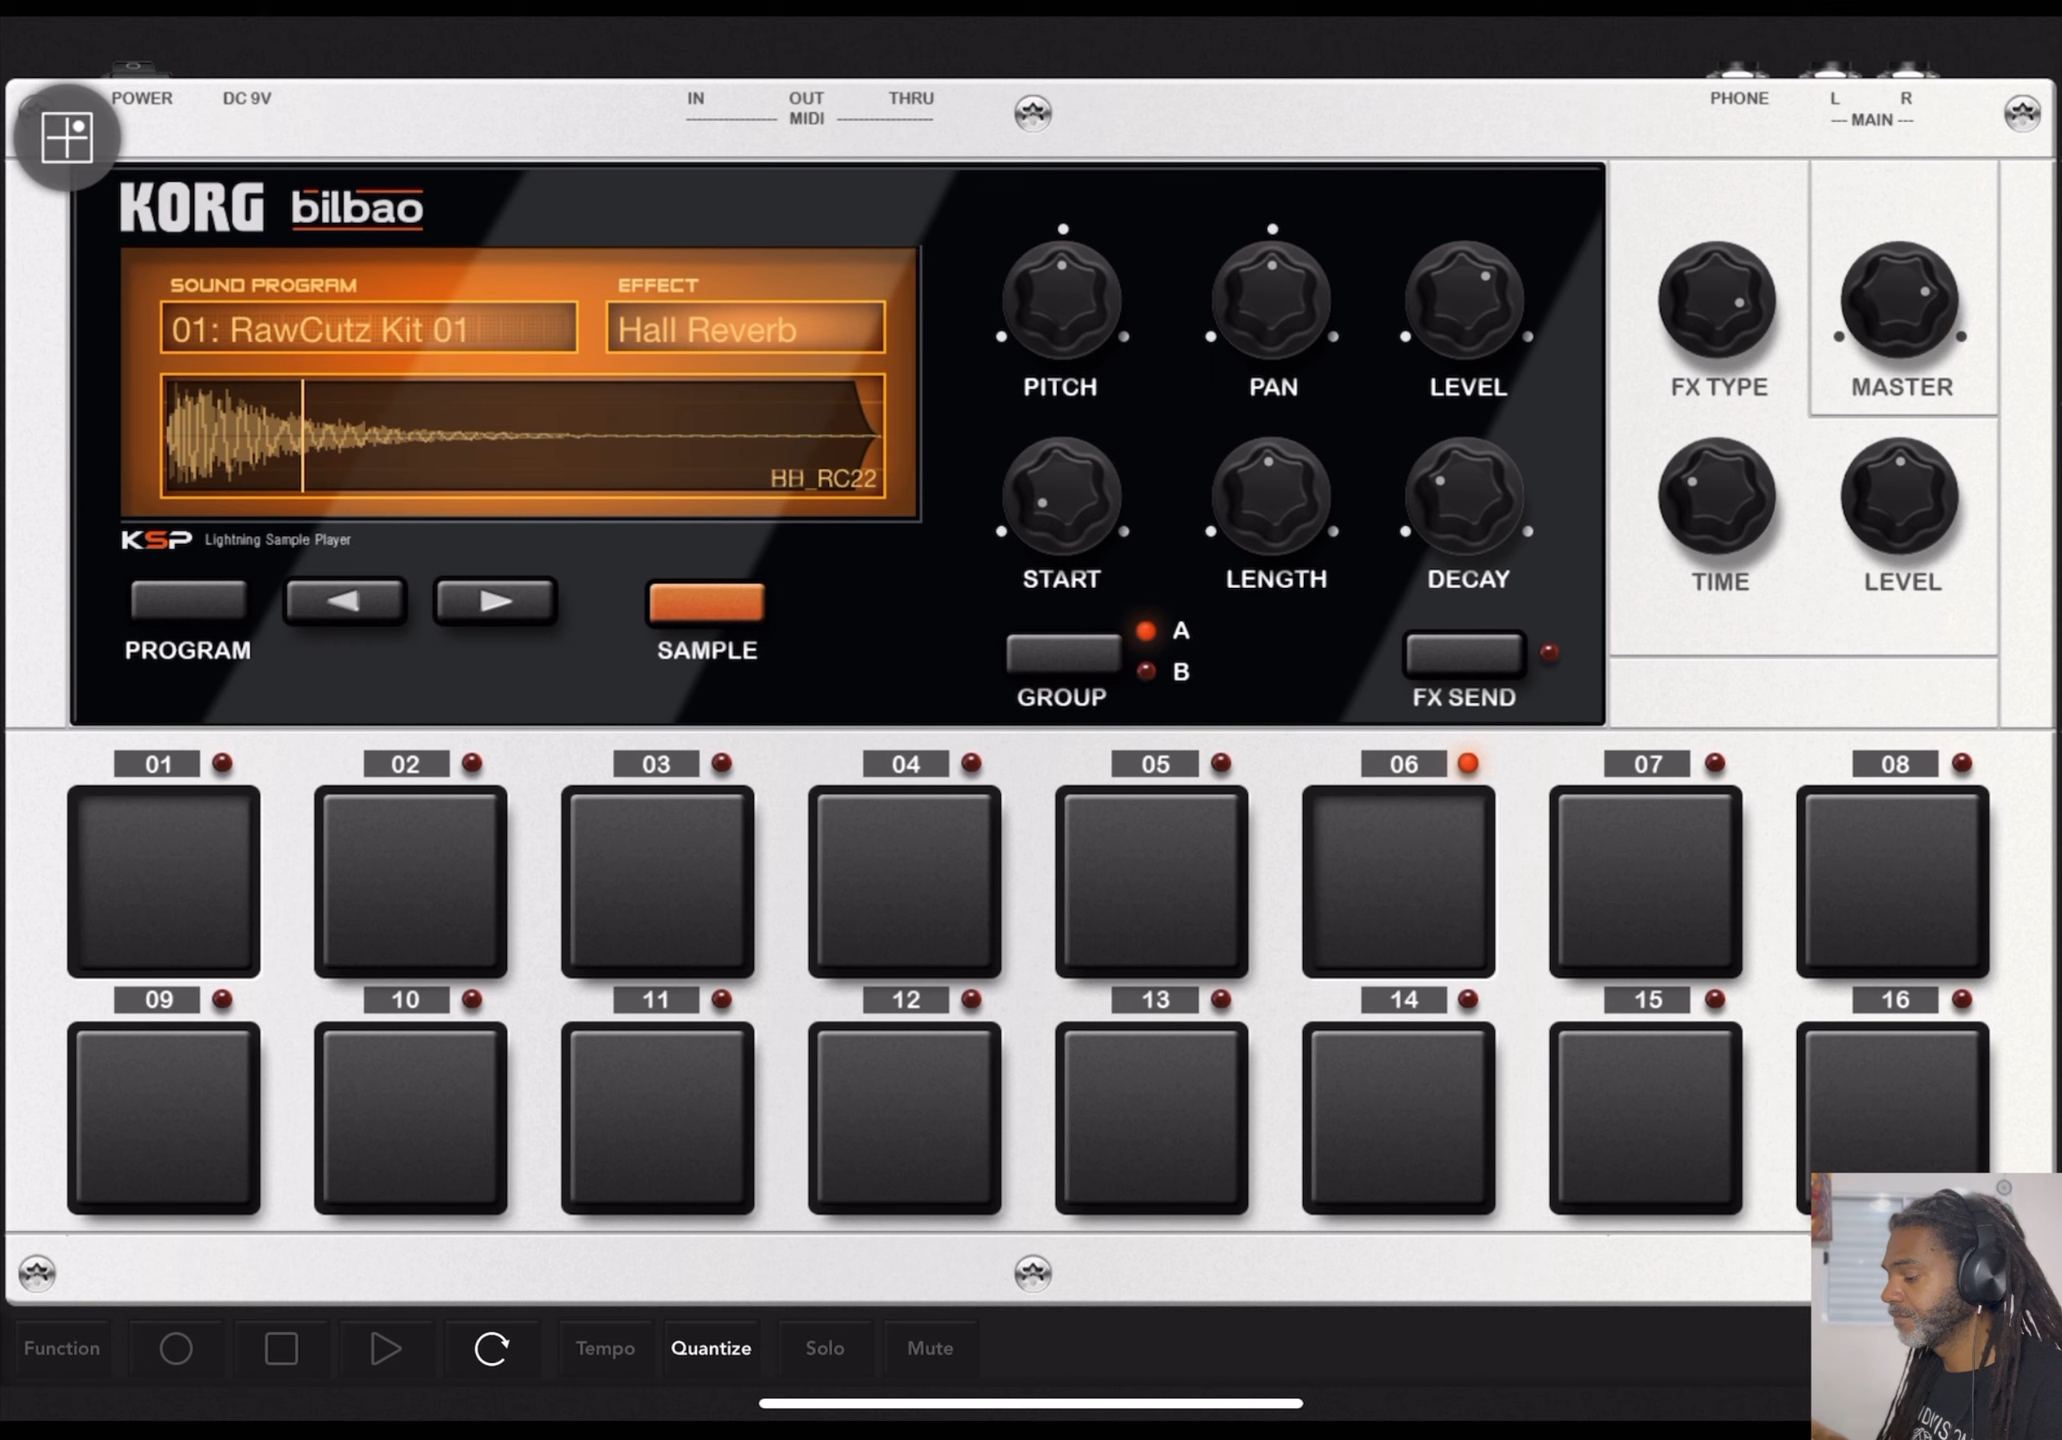 POWER DC 9V IN OUT THRU PHONE L R
MIDI MAIN
KORG bilbao
SOUND PROGRAM EFFECT
01: RawCutz Kit 01 Hall Reverb
PITCH PAN LEVEL FX TYPE MASTER
BH_RC22
KSP Lightning Sample Player
START LENGTH DECAY TIME LEVEL
A
PROGRAM SAMPLE
B
GROUP FX SEND
01 02 03 04 05 06 07 08
09 10 11 12 13 14 15 16
Function Tempo Quantize Solo Mute